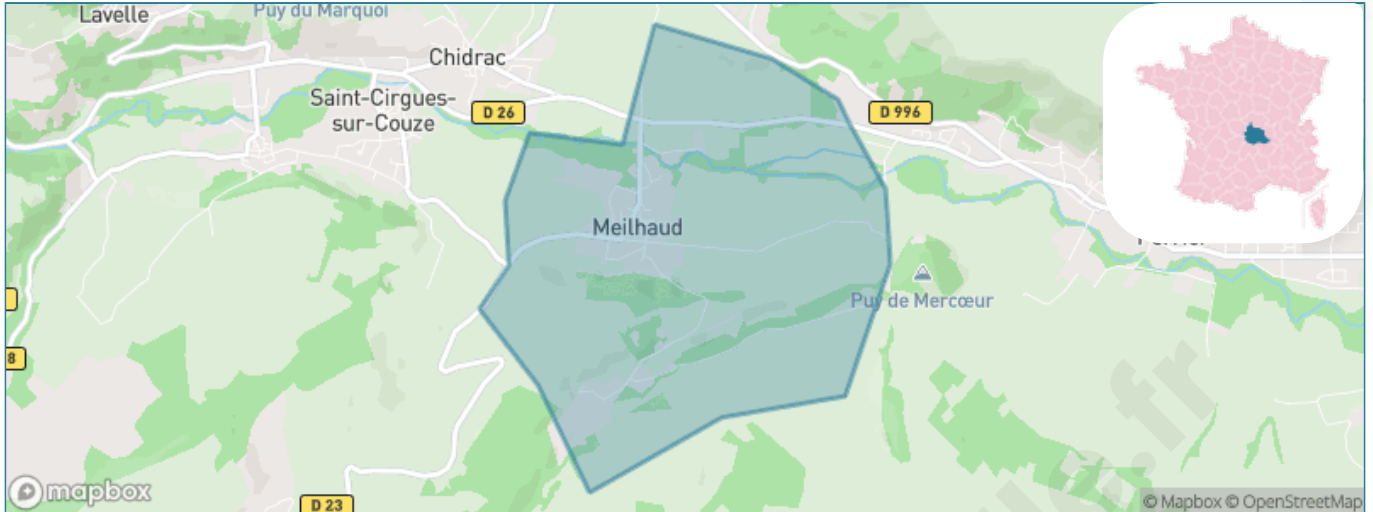 Puy du Marquoi
Lavelle
Chidrac
Saint-Cirgues-
sur-Couze
D 26
D 996
Meilhaud
Puy de Mercœur
8
D 23
mapbox
© Mapbox © OpenStreetMap
.fr